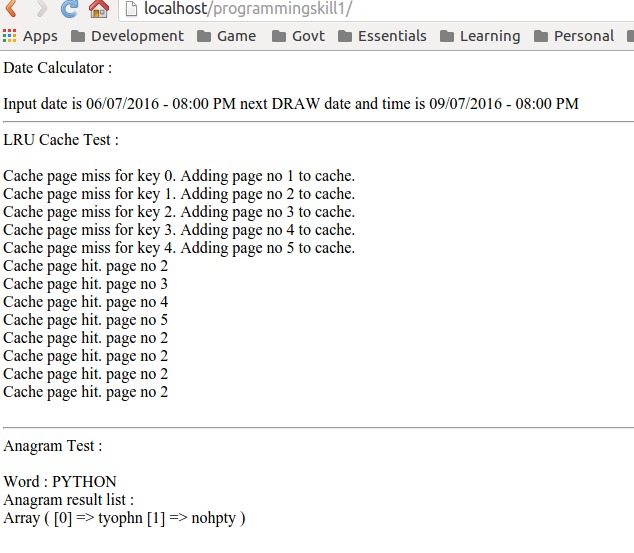 localhost/programmingskill1/
Apps Development Game Govt Essentials Learning Personal
Date Calculator :
Input date is 06/07/2016 - 08:00 PM next DRAW date and time is 09/07/2016 - 08:00 PM
LRU Cache Test :
Cache page miss for key 0. Adding page no 1 to cache.
Cache page miss for key 1. Adding page no 2 to cache.
Cache page miss for key 2. Adding page no 3 to cache.
Cache page miss for key 3. Adding page no 4 to cache.
Cache page miss for key 4. Adding page no 5 to cache.
Cache page hit. page no 2
Cache page hit. page no 3
Cache page hit. page no 4
Cache page hit. page no 5
Cache page hit. page no 2
Cache page hit. page no 2
Cache page hit. page no 2
Cache page hit. page no 2
Anagram Test :
Word : PYTHON
Anagram result list :
Array ( [0] => tyophn [1] => nohpty )